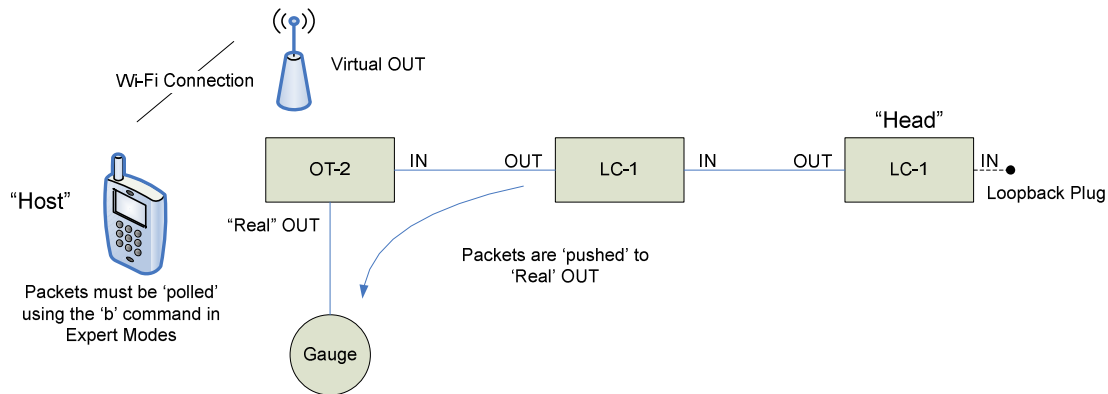 Virtual OUT
Wi-Fi Connection
"Head"
OT-2
IN
OUT
LC-1
IN
OUT
LC-1
IN
Loopback Plug
"Host"
"Real" OUT
Packets are 'pushed' to
'Real' OUT
Packets must be 'polled'
using the 'b' command in
Expert Modes
Gauge